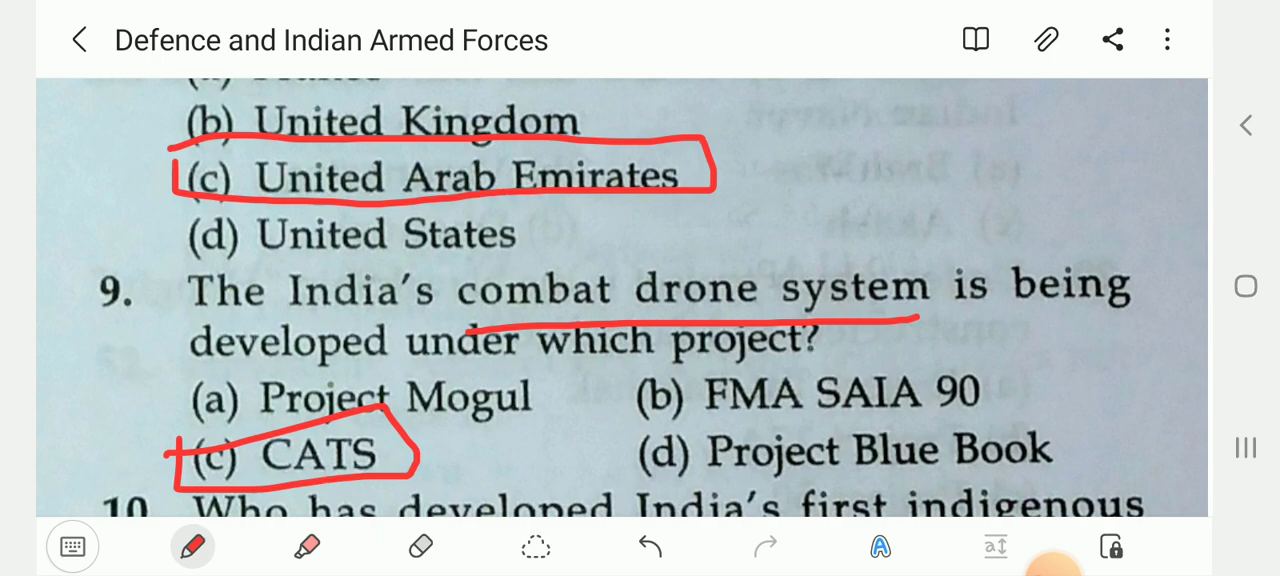 Defence and Indian Armed Forces
(b) United Kingdom
(c) United Arab Emirates
(d) United States
9. The India's combat drone system is being
developed under which project?
(a) Project Mogul (b) FMA SAIA 90
(c) CATS (d) Project Blue Book
10 Who has developed India's first indigenous